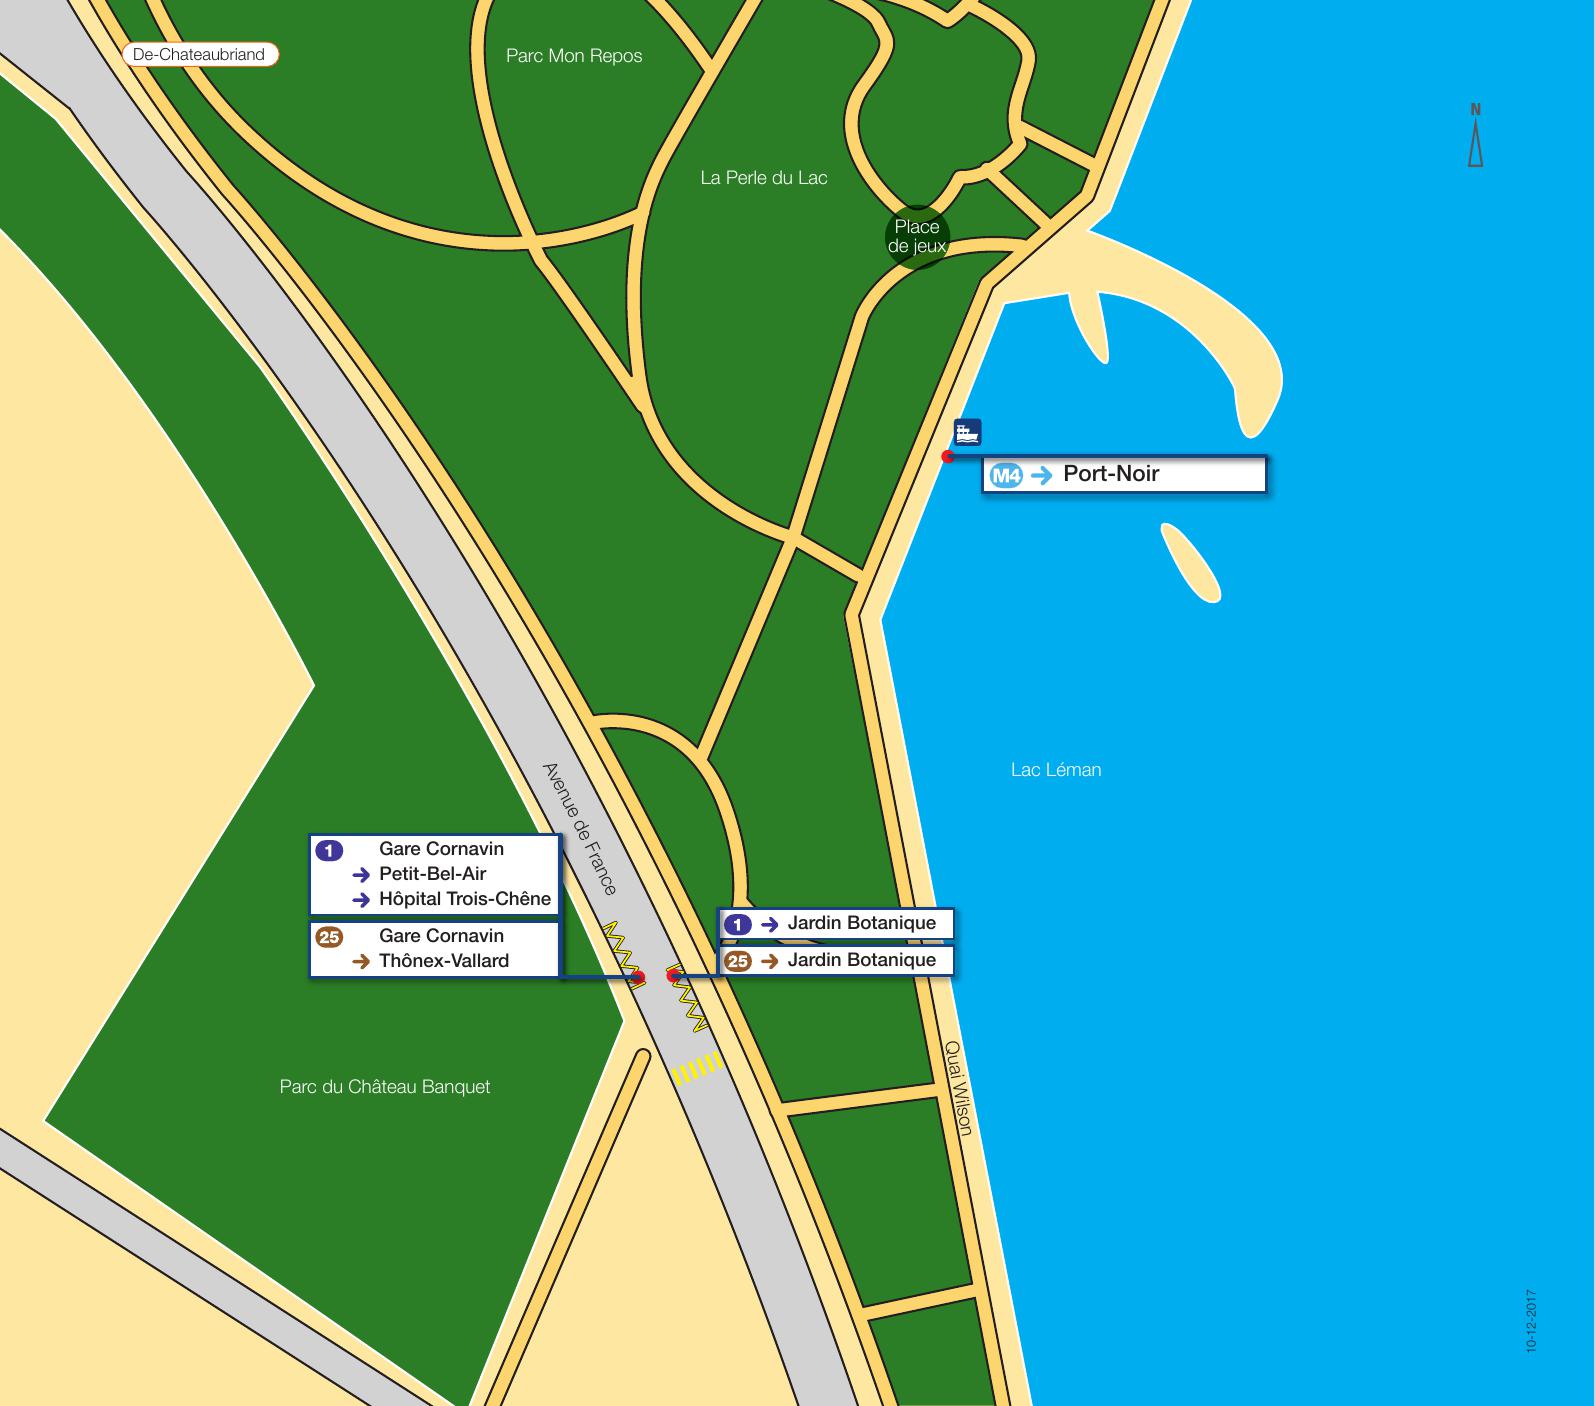 De-Chateaubriand
Parc Mon Repos
N
La Perle du Lac
Place
de jeux
M4 → Port-Noir
Lac Léman
Avenue de France
1 Gare Cornavin
→ Petit-Bel-Air
→ Hôpital Trois-Chêne
25 Gare Cornavin
→ Thônex-Vallard
1 → Jardin Botanique
25 → Jardin Botanique
Quai Wilson
Parc du Château Banquet
10-12-2017